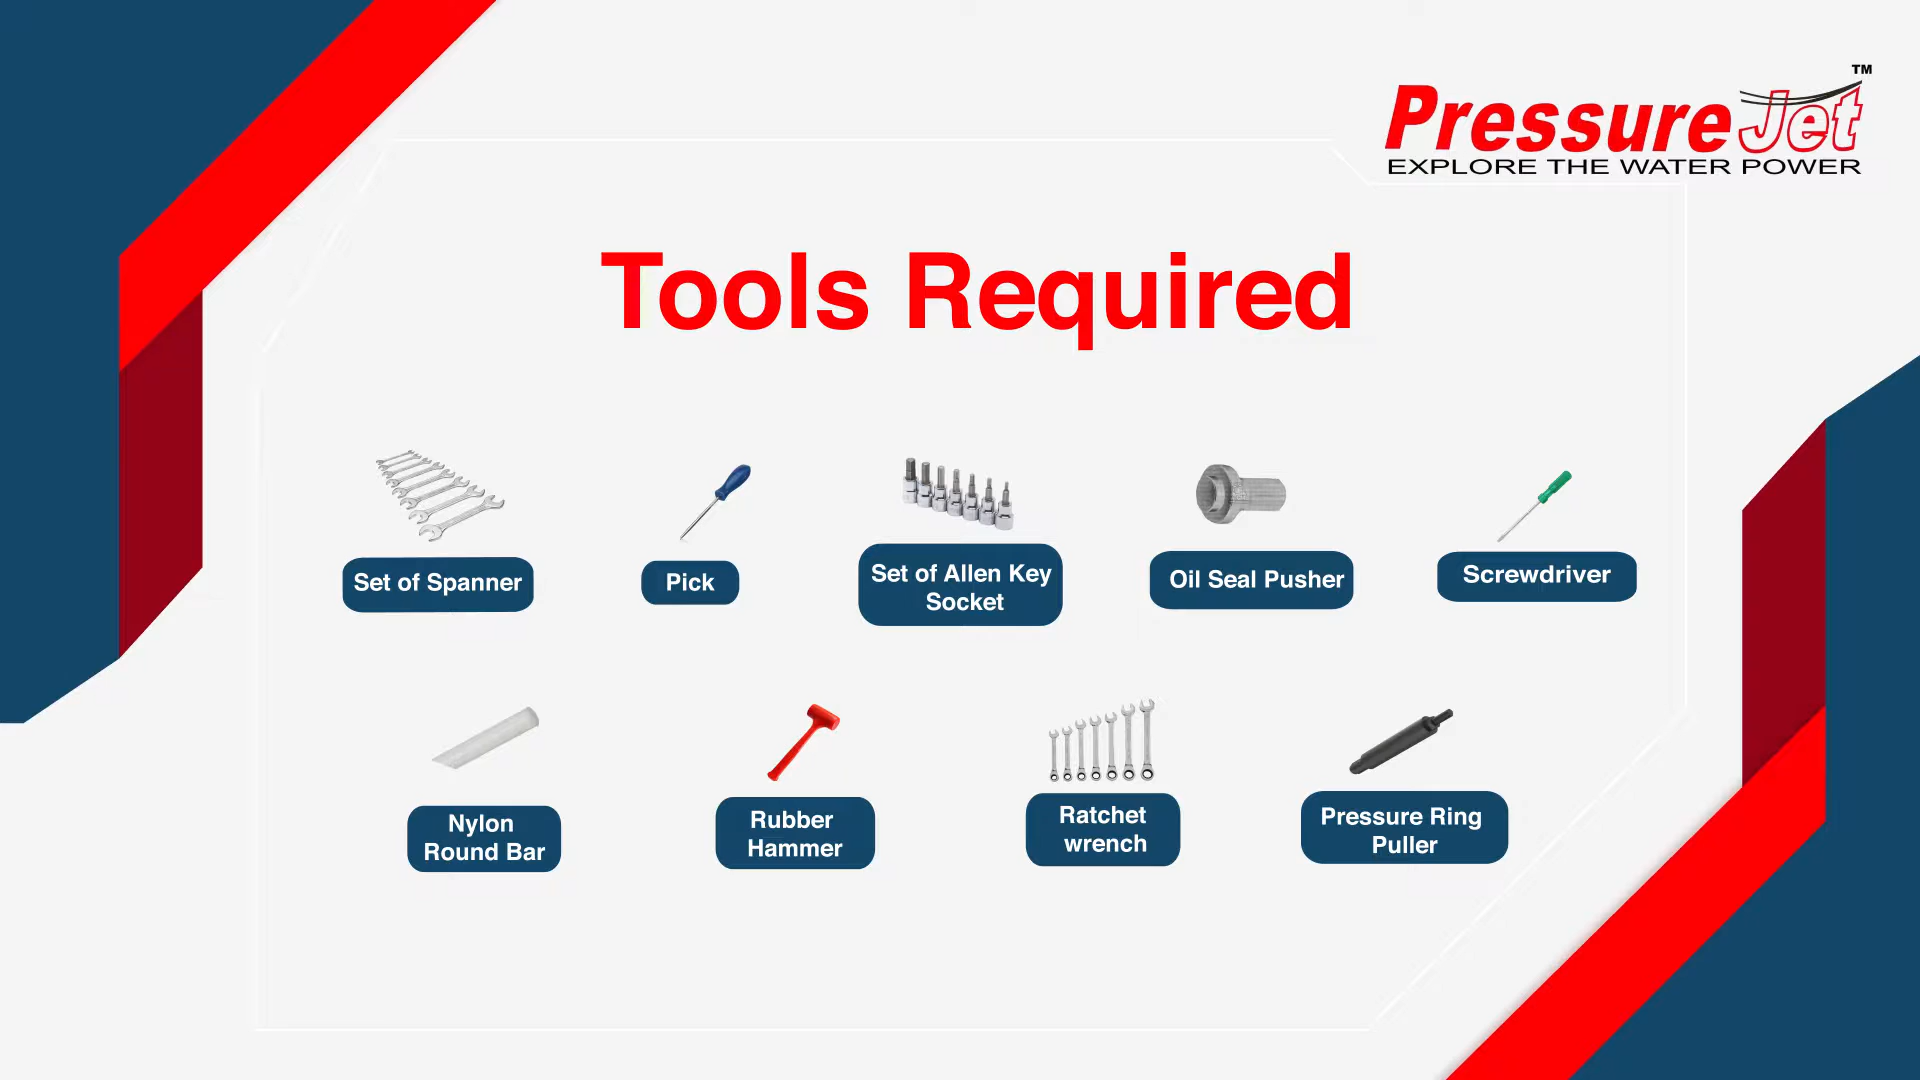 TM
PressureJet
EXPLORE THE WATER POWER
Tools Required
Set of Spanner
Pick
Set of Allen Key
Socket
Oil Seal Pusher
Screwdriver
Nylon
Round Bar
Rubber
Hammer
Ratchet
wrench
Pressure Ring
Puller